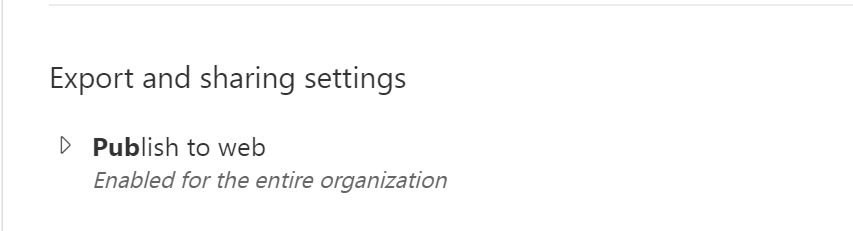 Export and sharing settings
Publish to web
Enabled for the entire organization